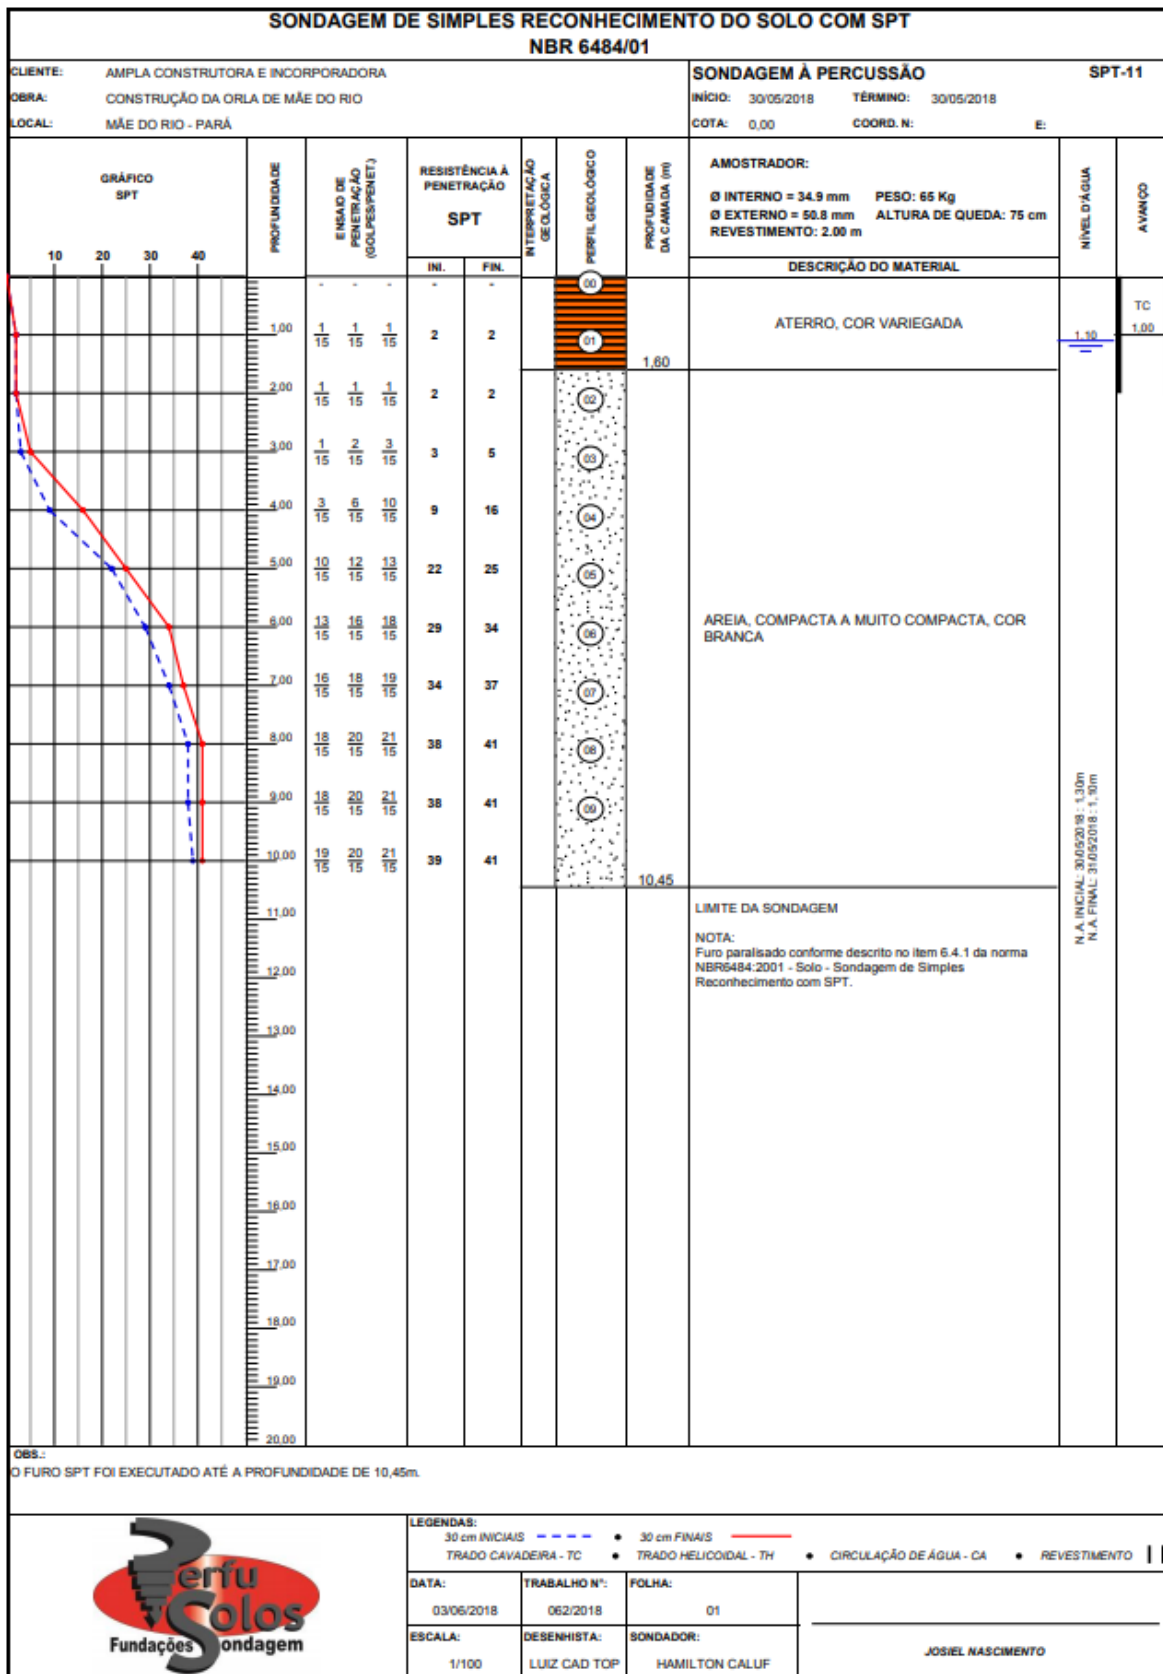 SONDAGEM DE SIMPLES RECONHECIMENTO DO SOLO COM SPT
NBR 6484/01
CLIENTE: AMPLA CONSTRUTORA E INCORPORADORA
OBRA: CONSTRUÇÃO DA ORLA DE MÃE DO RIO
LOCAL: MÃE DO RIO - PARÁ
SONDAGEM À PERCUSSÃO SPT-11
INÍCIO: 30/05/2018 TÉRMINO: 30/05/2018
COTA: 0,00 COORD. N: E:
GRÁFICO
SPT
10 20 30 40
PROFUNDIDADE
ENSAIO DE
PENETRAÇÃO
(GOLPES/PENET.)
RESISTÊNCIA À
PENETRAÇÃO
SPT
INI. FIN.
INTERPRETAÇÃO
GEOLÓGICA
PERFIL GEOLÓGICO
PROFUDIDADE
DA CAMADA (m)
AMOSTRADOR:
Ø INTERNO = 34.9 mm PESO: 65 Kg
Ø EXTERNO = 50.8 mm ALTURA DE QUEDA: 75 cm
REVESTIMENTO: 2.00 m
DESCRIÇÃO DO MATERIAL
NÍVEL D'ÁGUA
AVANÇO
- - - - - 00
1,00 1/15 1/15 1/15 2 2 01
2,00 1/15 1/15 1/15 2 2 02
3,00 1/15 2/15 3/15 3 5 03
4,00 3/15 6/15 10/15 9 16 04
5,00 10/15 12/15 13/15 22 25 05
6,00 13/15 16/15 18/15 29 34 06
7,00 16/15 18/15 19/15 34 37 07
8,00 18/15 20/15 21/15 38 41 08
9,00 18/15 20/15 21/15 38 41 09
10,00 19/15 20/15 21/15 39 41
11,00
12,00
13,00
14,00
15,00
16,00
17,00
18,00
19,00
20,00
1,60
10,45
ATERRO, COR VARIEGADA
AREIA, COMPACTA A MUITO COMPACTA, COR
BRANCA
LIMITE DA SONDAGEM
NOTA:
Furo paralisado conforme descrito no item 6.4.1 da norma
NBR6484:2001 - Solo - Sondagem de Simples
Reconhecimento com SPT.
1,10
N.A. INICIAL: 30/05/2018 : 1,30m
N.A. FINAL: 31/05/2018 : 1,10m
TC
1,00
OBS.:
O FURO SPT FOI EXECUTADO ATÉ A PROFUNDIDADE DE 10,45m.
Perfu
Solos
Fundações Sondagem
LEGENDAS:
30 cm INICIAIS • 30 cm FINAIS
TRADO CAVADEIRA - TC • TRADO HELICOIDAL - TH • CIRCULAÇÃO DE ÁGUA - CA • REVESTIMENTO
DATA: TRABALHO Nº: FOLHA:
03/06/2018 062/2018 01
ESCALA: DESENHISTA: SONDADOR:
1/100 LUIZ CAD TOP HAMILTON CALUF
JOSIEL NASCIMENTO